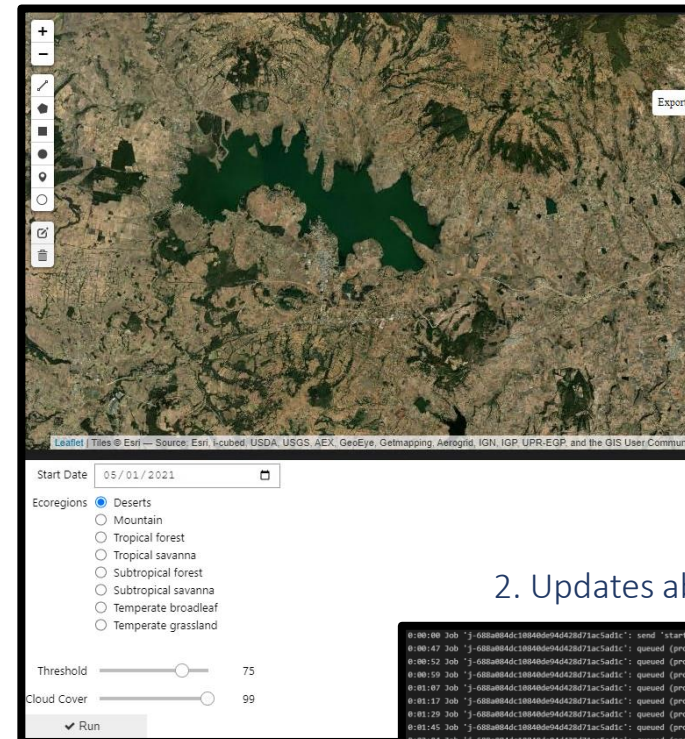 +
−
Export
Leaflet | Tiles © Esri — Source: Esri, i-cubed, USDA, USGS, AEX, GeoEye, Getmapping, Aerogrid, IGN, IGP, UPR-EGP, and the GIS User Commun
Start Date 05/01/2021
Ecoregions Deserts
Mountain
Tropical forest
Tropical savanna
Subtropical forest
Subtropical savanna
Temperate broadleaf
Temperate grassland
2. Updates al
0:00:00 Job 'j-688a084dc10840de94d428d71ac5ad1c': send 'start
0:00:47 Job 'j-688a084dc10840de94d428d71ac5ad1c': queued (pro
0:00:52 Job 'j-688a084dc10840de94d428d71ac5ad1c': queued (pro
0:00:59 Job 'j-688a084dc10840de94d428d71ac5ad1c': queued (pro
0:01:07 Job 'j-688a084dc10840de94d428d71ac5ad1c': queued (pro
0:01:17 Job 'j-688a084dc10840de94d428d71ac5ad1c': queued (pro
0:01:29 Job 'j-688a084dc10840de94d428d71ac5ad1c': queued (pro
0:01:45 Job 'j-688a084dc10840de94d428d71ac5ad1c': queued (pro
Threshold 75
Cloud Cover 99
Run